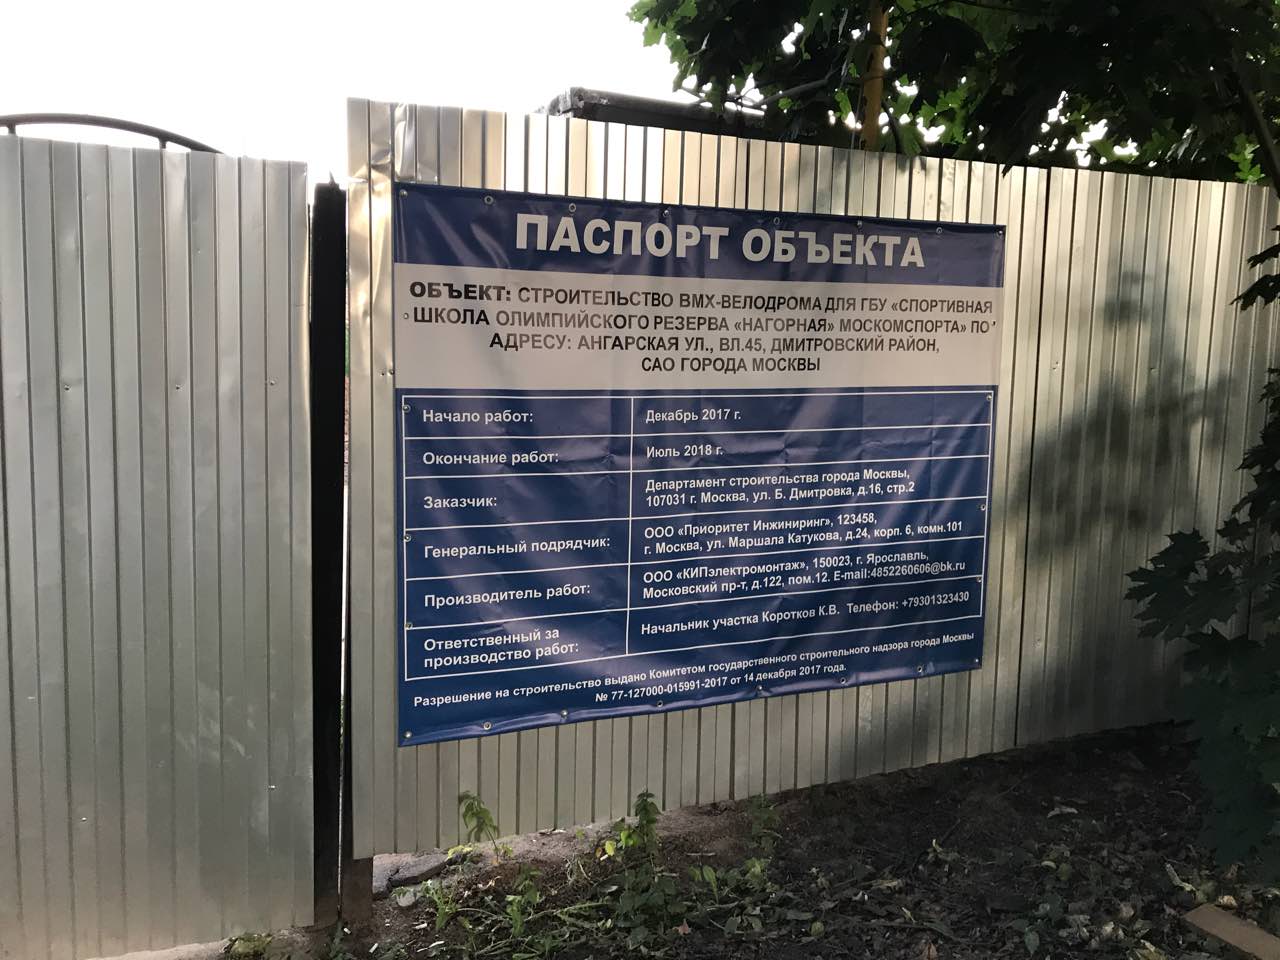 ПАСПОРТ ОБЪЕКТА
ОБЪЕКТ: СТРОИТЕЛЬСТВО ВМХ-ВЕЛОДРОМА ДЛЯ ГБУ «СПОРТИВНАЯ
ШКОЛА ОЛИМПИЙСКОГО РЕЗЕРВА «НАГОРНАЯ» МОСКОМСПОРТА» ПО
АДРЕСУ: АНГАРСКАЯ УЛ., ВЛ.45, ДМИТРОВСКИЙ РАЙОН,
САО ГОРОДА МОСКВЫ
Начало работ:
Декабрь 2017 г.
Окончание работ:
Июль 2018 г.
Заказчик:
Департамент строительства города Москвы,
107031 г. Москва, ул. Б. Дмитровка, д.16, стр.2
Генеральный подрядчик:
ООО «Приоритет Инжиниринг», 123458,
г. Москва, ул. Маршала Катукова, д.24, корп. 6, комн.101
Производитель работ:
ООО «КИПэлектромонтаж», 150023, г. Ярославль,
Московский пр-т, д.122, пом.12. E-mail:4852260606@bk.ru
Ответственный за
производство работ:
Начальник участка Коротков К.В. Телефон: +79301323430
Разрешение на строительство выдано Комитетом государственного строительного надзора города Москвы
№ 77-127000-015991-2017 от 14 декабря 2017 года.